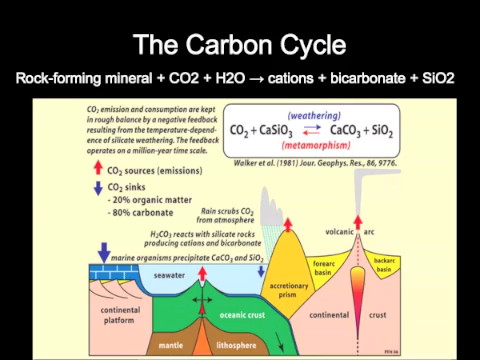 The Carbon Cycle
Rock-forming mineral + CO2 + H2O → cations + bicarbonate + SiO2
CO₂ emission and consumption are kept
in rough balance by a negative feedback
resulting from the temperature-depend-
ence of silicate weathering. The feedback
operates on a million-year time scale.
(weathering)
CO₂ + CaSiO₃ ⇄ CaCO₃ + SiO₂
(metamorphism)
Walker et al. (1981) Jour. Geophys. Res., 86, 9776.
CO₂ sources (emissions)
CO₂ sinks
- 20% organic matter
- 80% carbonate
Rain scrubs CO₂
from atmosphere
H₂CO₃ reacts with silicate rocks
producing cations and bicarbonate
marine organisms precipitate CaCO₃ and SiO₂
volcanic arc
seawater
forearc
basin
backarc
basin
accretionary
prism
continental
platform
oceanic crust
continental crust
mantle lithosphere
PFH 06